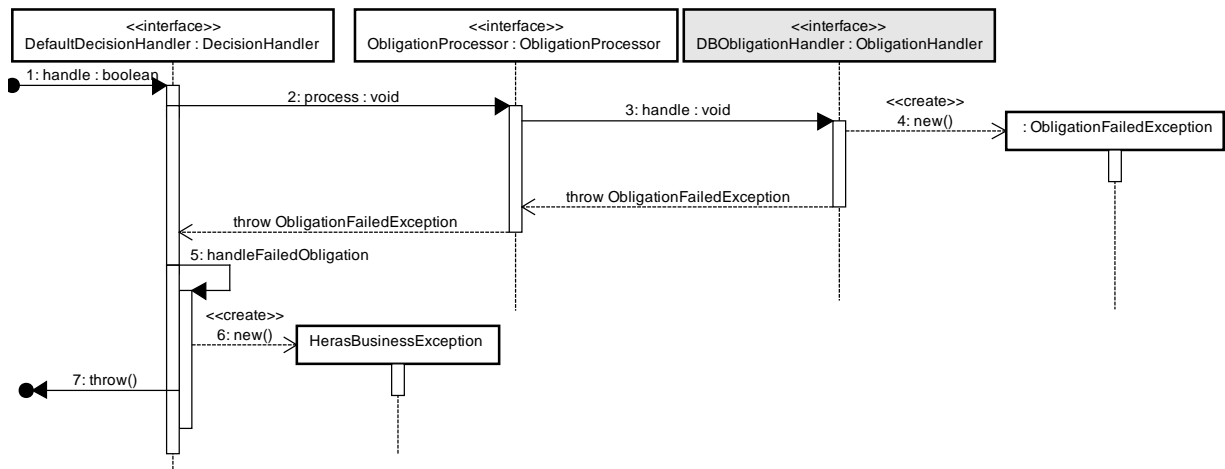 <<interface>>
DefaultDecisionHandler : DecisionHandler
<<interface>>
ObligationProcessor : ObligationProcessor
<<interface>>
DBObligationHandler : ObligationHandler
1: handle : boolean
2: process : void
3: handle : void
<<create>>
4: new()
: ObligationFailedException
throw ObligationFailedException
throw ObligationFailedException
5: handleFailedObligation
<<create>>
6: new()
HerasBusinessException
7: throw()